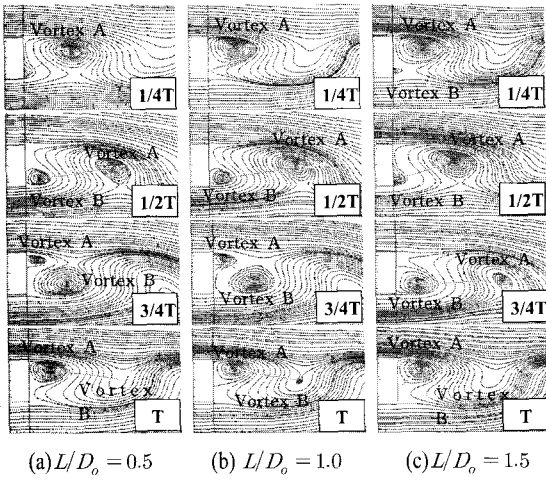 Vortex A
1/4T
Vortex A
1/4T
Vortex A
Vortex B
1/4T
Vortex A
Vortex B
1/2T
Vortex A
Vortex B
1/2T
Vortex A
Vortex B
1/2T
Vortex A
Vortex B
3/4T
Vortex A
Vortex B
3/4T
Vortex A
Vortex B
3/4T
Vortex A
Vortex
B
T
Vortex A
Vortex B
T
Vortex A
Vortex
B
T
(a) L/Do = 0.5
(b) L/Do = 1.0
(c) L/Do = 1.5